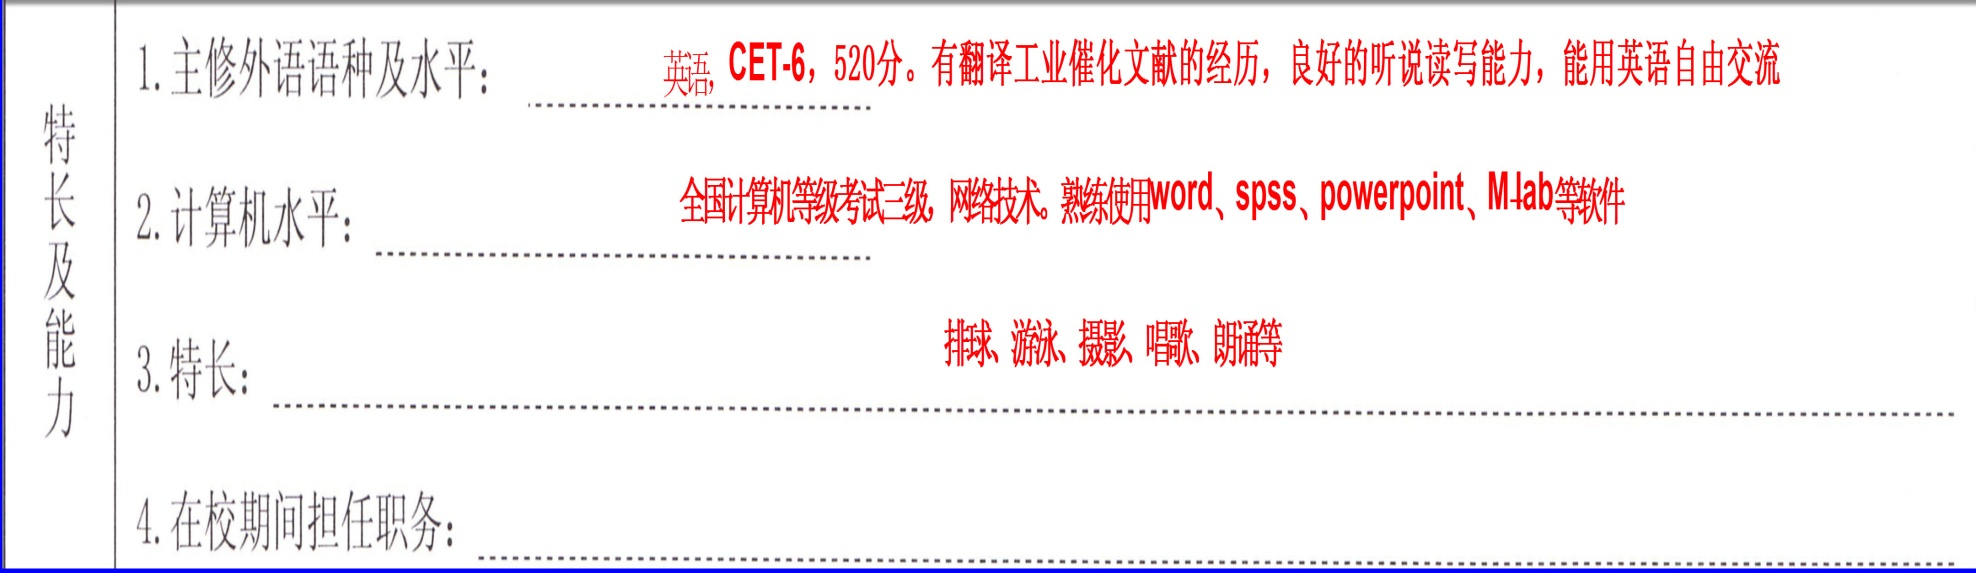 特长及能力
1.主修外语语种及水平： 英语，CET-6，520分。有翻译工业催化文献的经历，良好的听说读写能力，能用英语自由交流
2.计算机水平： 全国计算机等级考试三级，网络技术。熟练使用word、spss、powerpoint、M-lab等软件
3.特长： 排球、游泳、摄影、唱歌、朗诵等
4.在校期间担任职务：